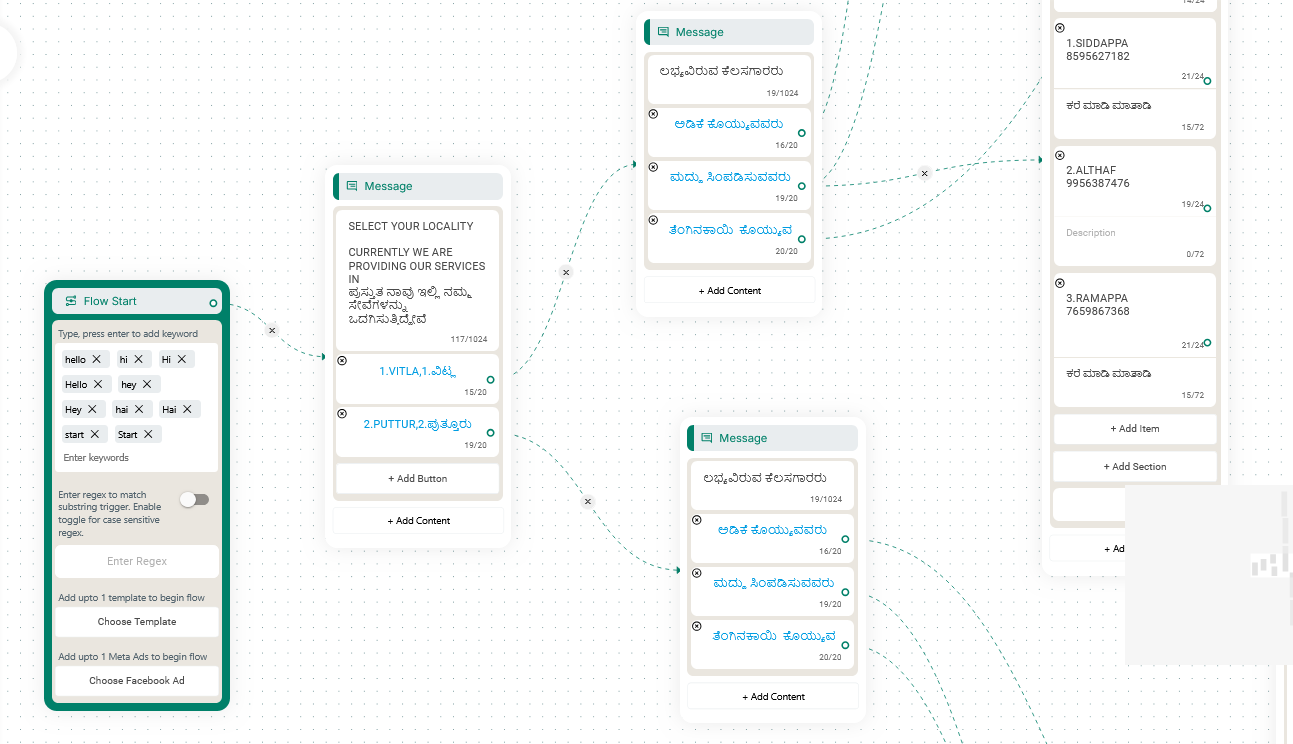 Flow Start
Type, press enter to add keyword
hello
hi
Hi
Hello
hey
Hey
hai
Hai
start
Start
Enter keywords
Enter regex to match
substring trigger. Enable
toggle for case sensitive
regex.
Enter Regex
Add upto 1 template to begin flow
Choose Template
Add upto 1 Meta Ads to begin flow
Choose Facebook Ad
Message
SELECT YOUR LOCALITY
CURRENTLY WE ARE
PROVIDING OUR SERVICES
IN
ಪ್ರಸ್ತುತ ನಾವು ಇಲ್ಲಿ ನಮ್ಮ
ಸೇವೆಗಳನ್ನು
ಒದಗಿಸುತ್ತಿದ್ದೇವೆ
117/1024
1.VITLA,1.ವಿಟ್ಲ
15/20
2.PUTTUR,2.ಪುತ್ತೂರು
19/20
+ Add Button
+ Add Content
Message
ಲಭ್ಯವಿರುವ ಕೆಲಸಗಾರರು
19/1024
ಅಡಿಕೆ ಕೊಯ್ಯುವವರು
16/20
ಮದ್ದು ಸಿಂಪಡಿಸುವವರು
19/20
ತೆಂಗಿನಕಾಯಿ ಕೊಯ್ಯುವ
20/20
+ Add Content
Message
ಲಭ್ಯವಿರುವ ಕೆಲಸಗಾರರು
19/1024
ಅಡಿಕೆ ಕೊಯ್ಯುವವರು
16/20
ಮದ್ದು ಸಿಂಪಡಿಸುವವರು
19/20
ತೆಂಗಿನಕಾಯಿ ಕೊಯ್ಯುವ
20/20
+ Add Content
14/24
1.SIDDAPPA
8595627182
21/24
ಕರೆ ಮಾಡಿ ಮಾತಾಡಿ
15/72
2.ALTHAF
9956387476
19/24
Description
0/72
3.RAMAPPA
7659867368
21/24
ಕರೆ ಮಾಡಿ ಮಾತಾಡಿ
15/72
+ Add Item
+ Add Section
+ Ad